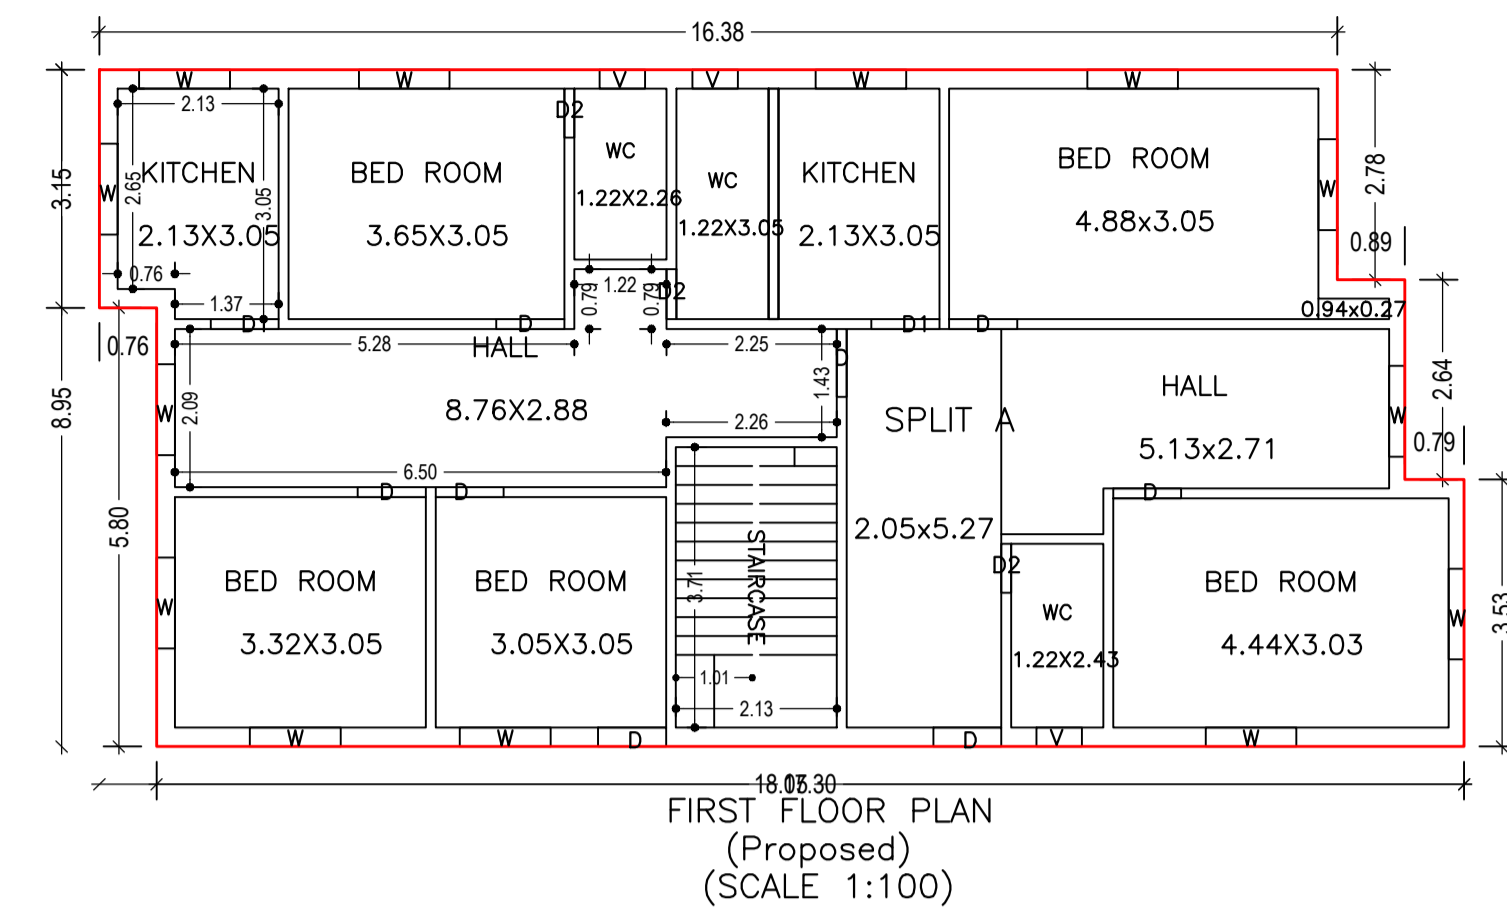 16.38
W
W
V
V
W
W
2.13
D2
KITCHEN
2.65
3.05
2.13X3.05
BED ROOM
3.65X3.05
WC
1.22X2.26
WC
1.22X3.05
KITCHEN
2.13X3.05
BED ROOM
4.88x3.05
W
W
3.15
2.78
0.89
0.76
1.37
0.79
1.22
0.79
D2
0.94x0.27
D
D
D1
D
0.76
5.28
HALL
2.25
D
2.09
8.76X2.88
1.43
2.26
SPLIT A
HALL
5.13x2.71
W
W
2.64
0.79
8.95
6.50
D
D
D
5.80
2.05x5.27
STAIRCASE
3.71
D2
BED ROOM
3.32X3.05
BED ROOM
3.05X3.05
WC
1.22X2.43
BED ROOM
4.44X3.03
W
W
3.53
1.01
2.13
W
W
D
D
V
W
17.30
FIRST FLOOR PLAN
(Proposed)
(SCALE 1:100)